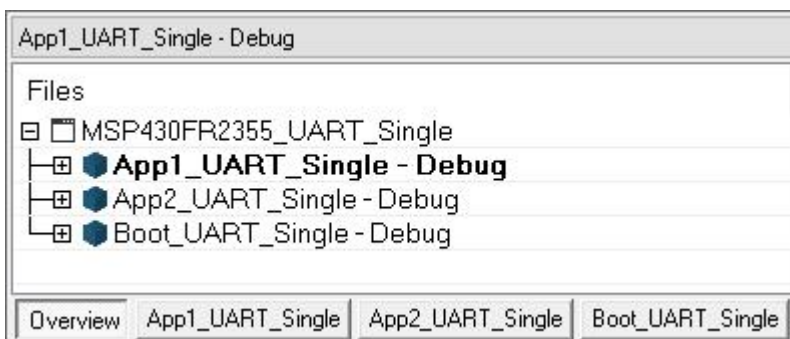 App1_UART_Single - Debug
Files
MSP430FR2355_UART_Single
App1_UART_Single - Debug
App2_UART_Single - Debug
Boot_UART_Single - Debug
Overview App1_UART_Single App2_UART_Single Boot_UART_Single